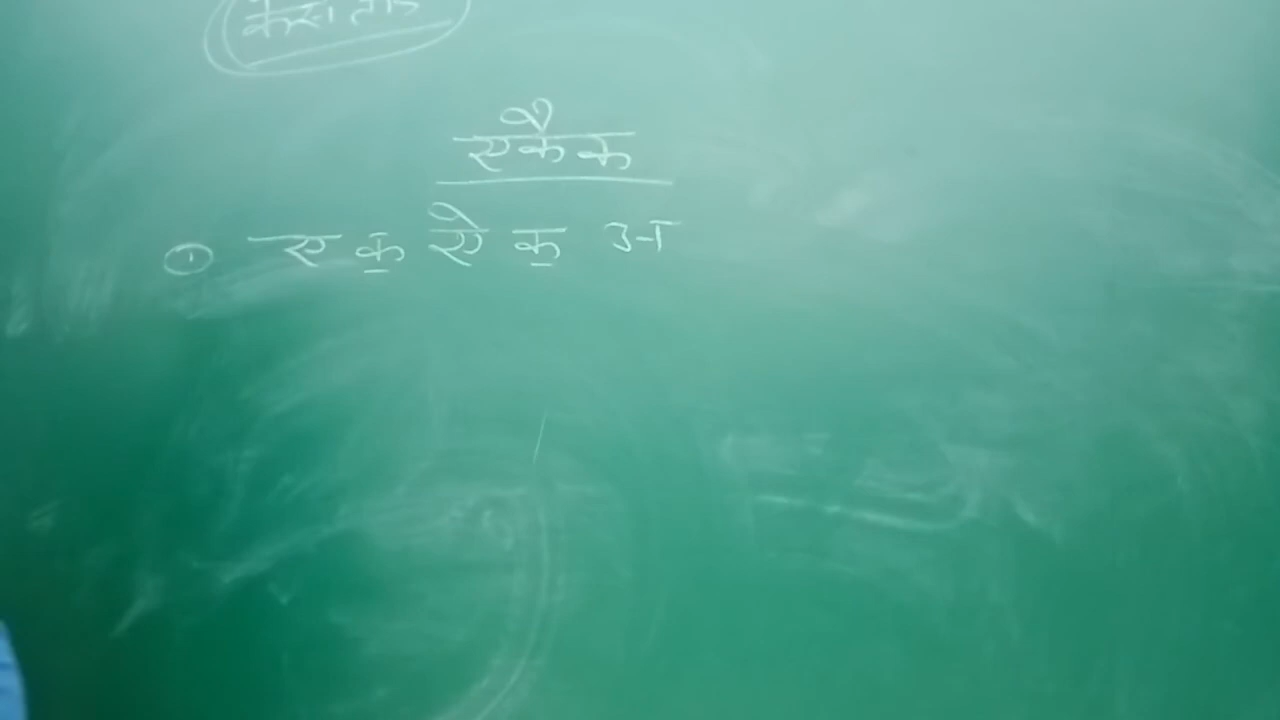 एकैक
① ए क् ऐ क् अ